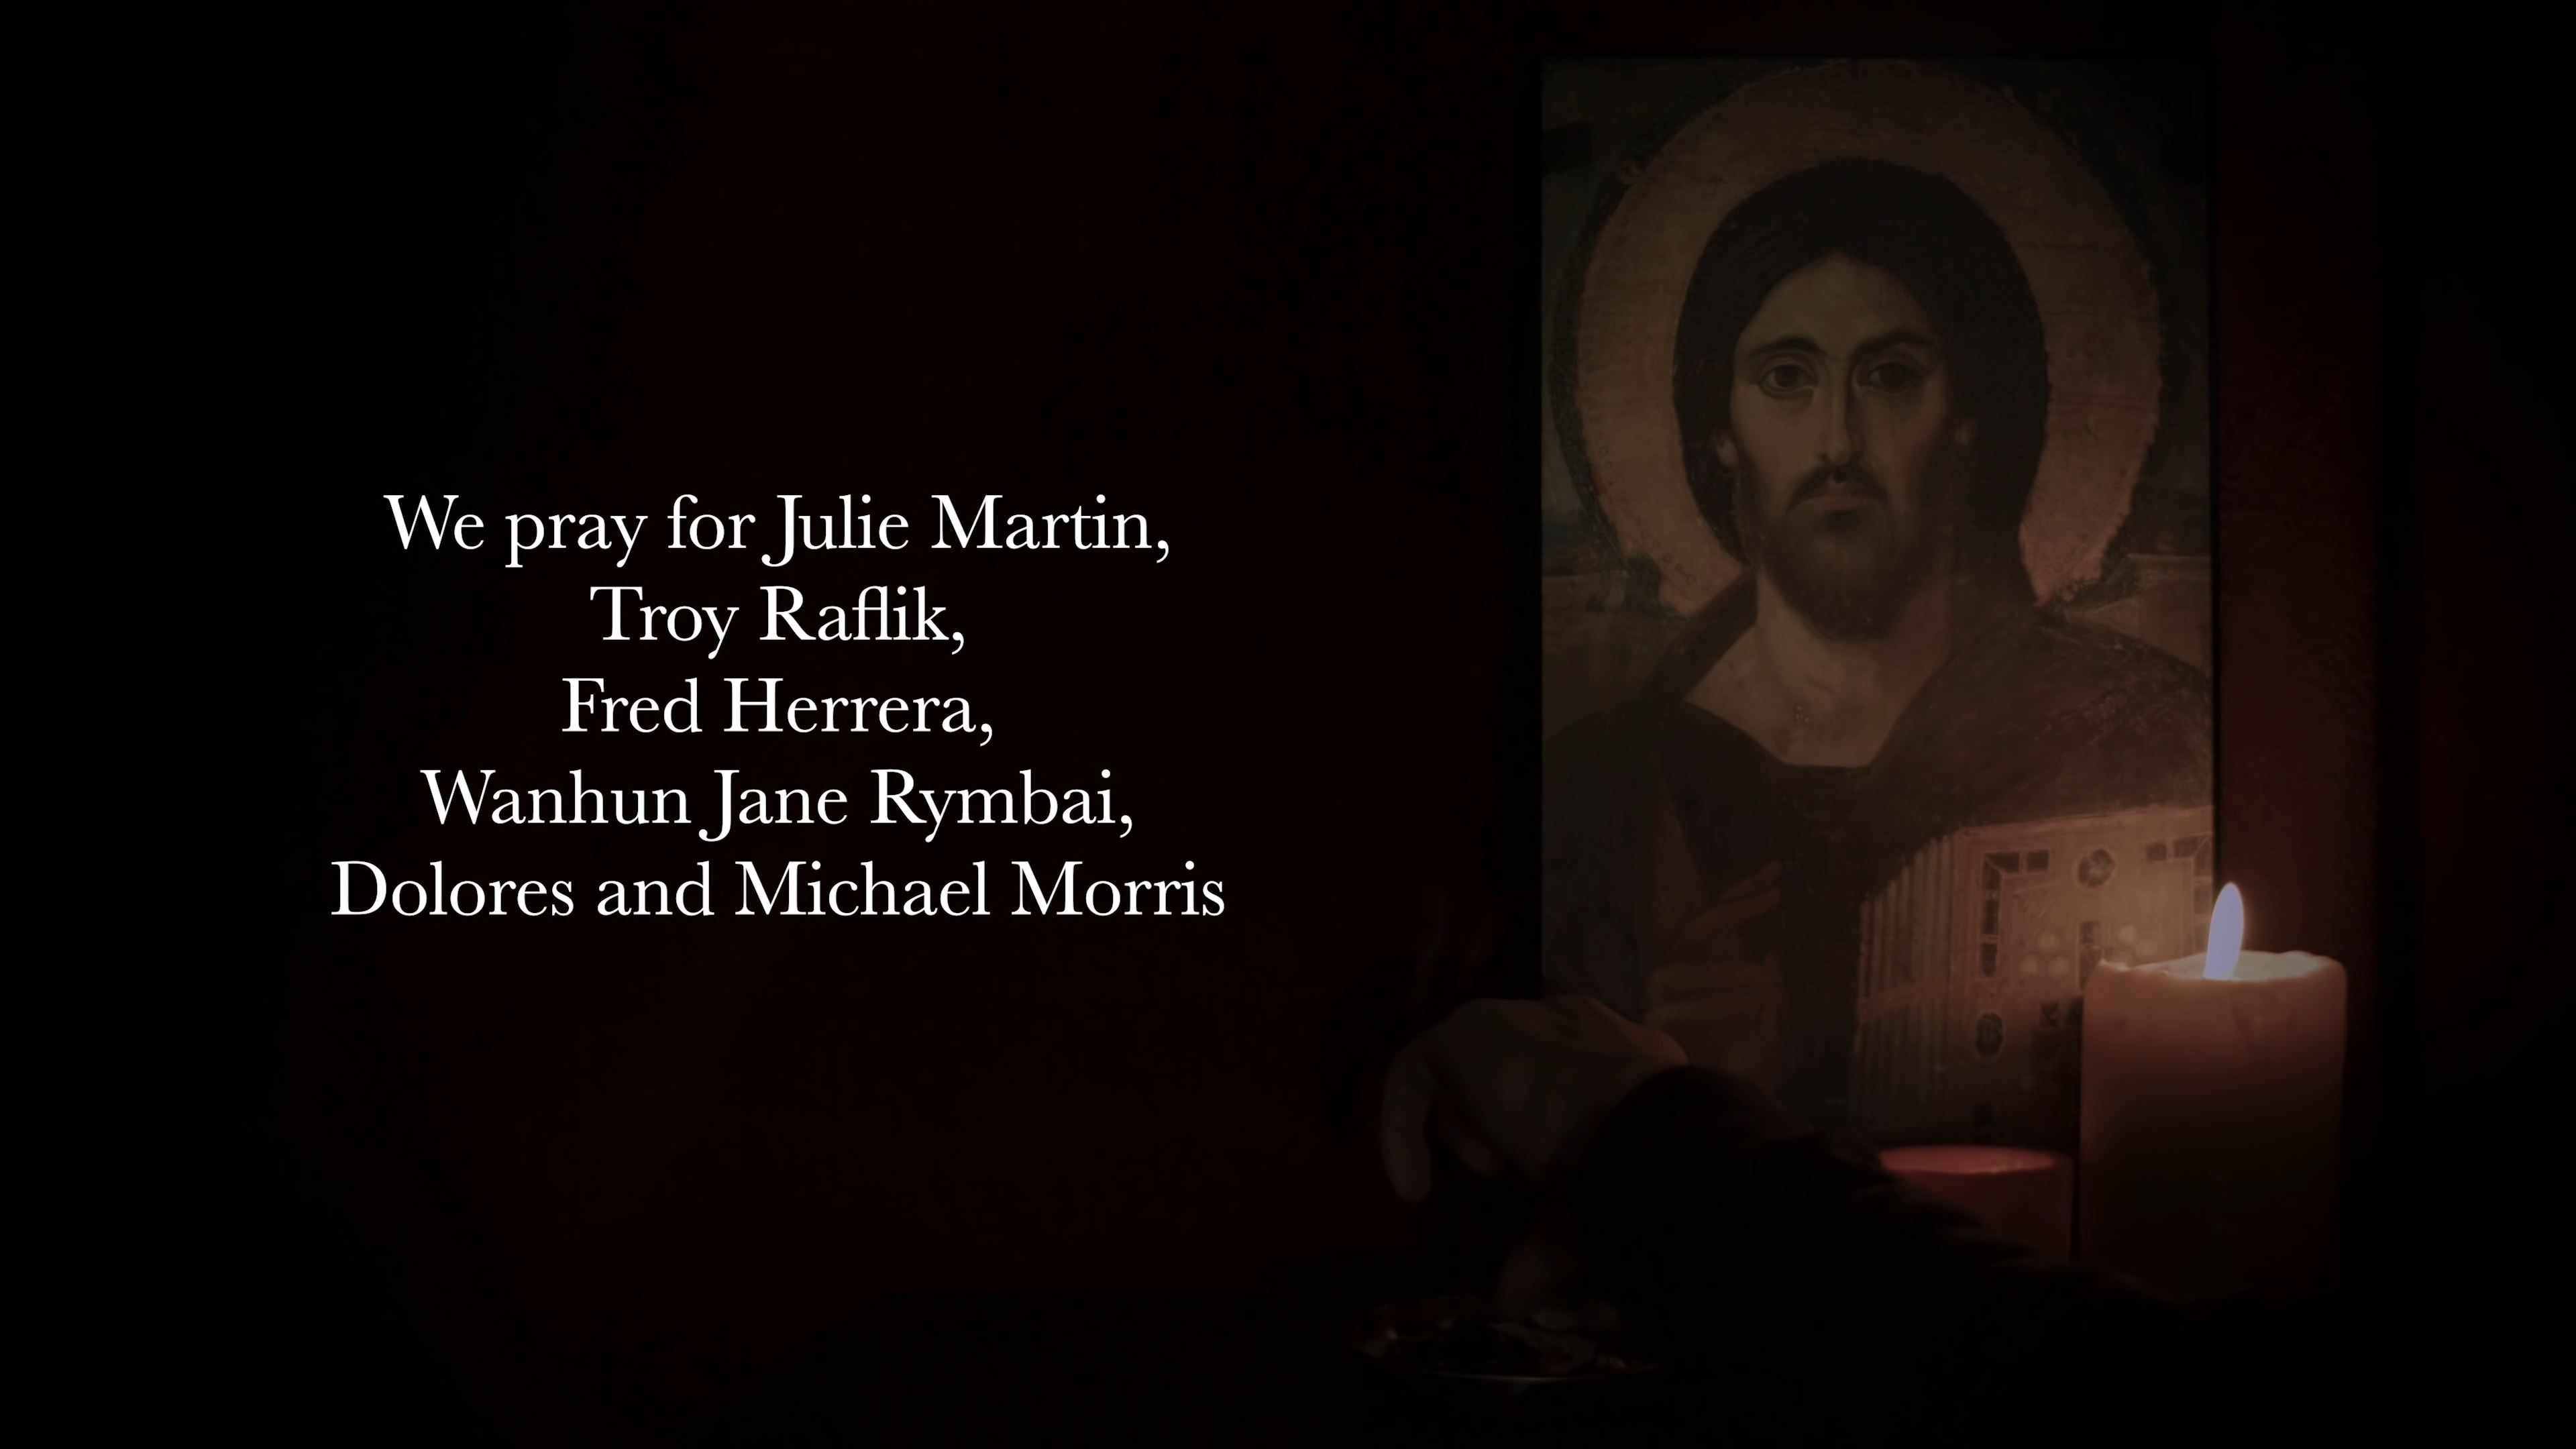 We pray for Julie Martin,
Troy Raflik,
Fred Herrera,
Wanhun Jane Rymbai,
Dolores and Michael Morris